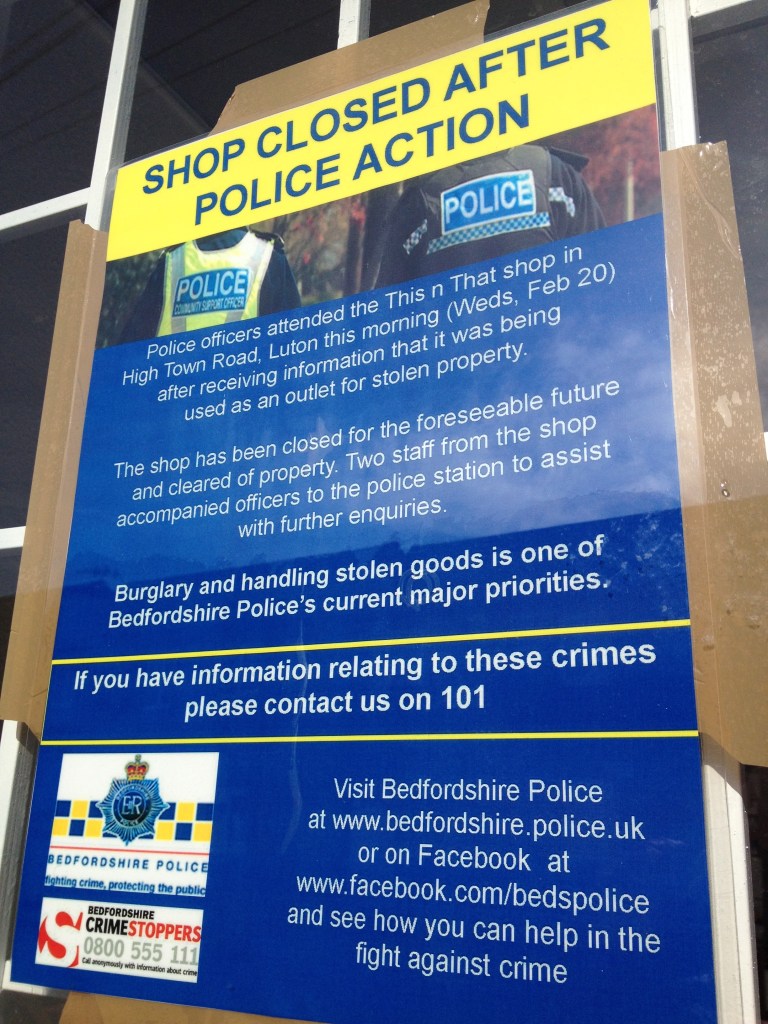 SHOP CLOSED AFTER
POLICE ACTION
POLICE
POLICE
COMMUNITY SUPPORT OFFICER
Police officers attended the This n That shop in
High Town Road, Luton this morning (Weds, Feb 20)
after receiving information that it was being
used as an outlet for stolen property.
The shop has been closed for the foreseeable future
and cleared of property. Two staff from the shop
accompanied officers to the police station to assist
with further enquiries.
Burglary and handling stolen goods is one of
Bedfordshire Police's current major priorities.
If you have information relating to these crimes
please contact us on 101
EIIR
BEDFORDSHIRE POLICE
fighting crime, protecting the public
BEDFORDSHIRE
CRIMESTOPPERS
0800 555 111
Call anonymously with information about crime
Visit Bedfordshire Police
at www.bedfordshire.police.uk
or on Facebook at
www.facebook.com/bedspolice
and see how you can help in the
fight against crime